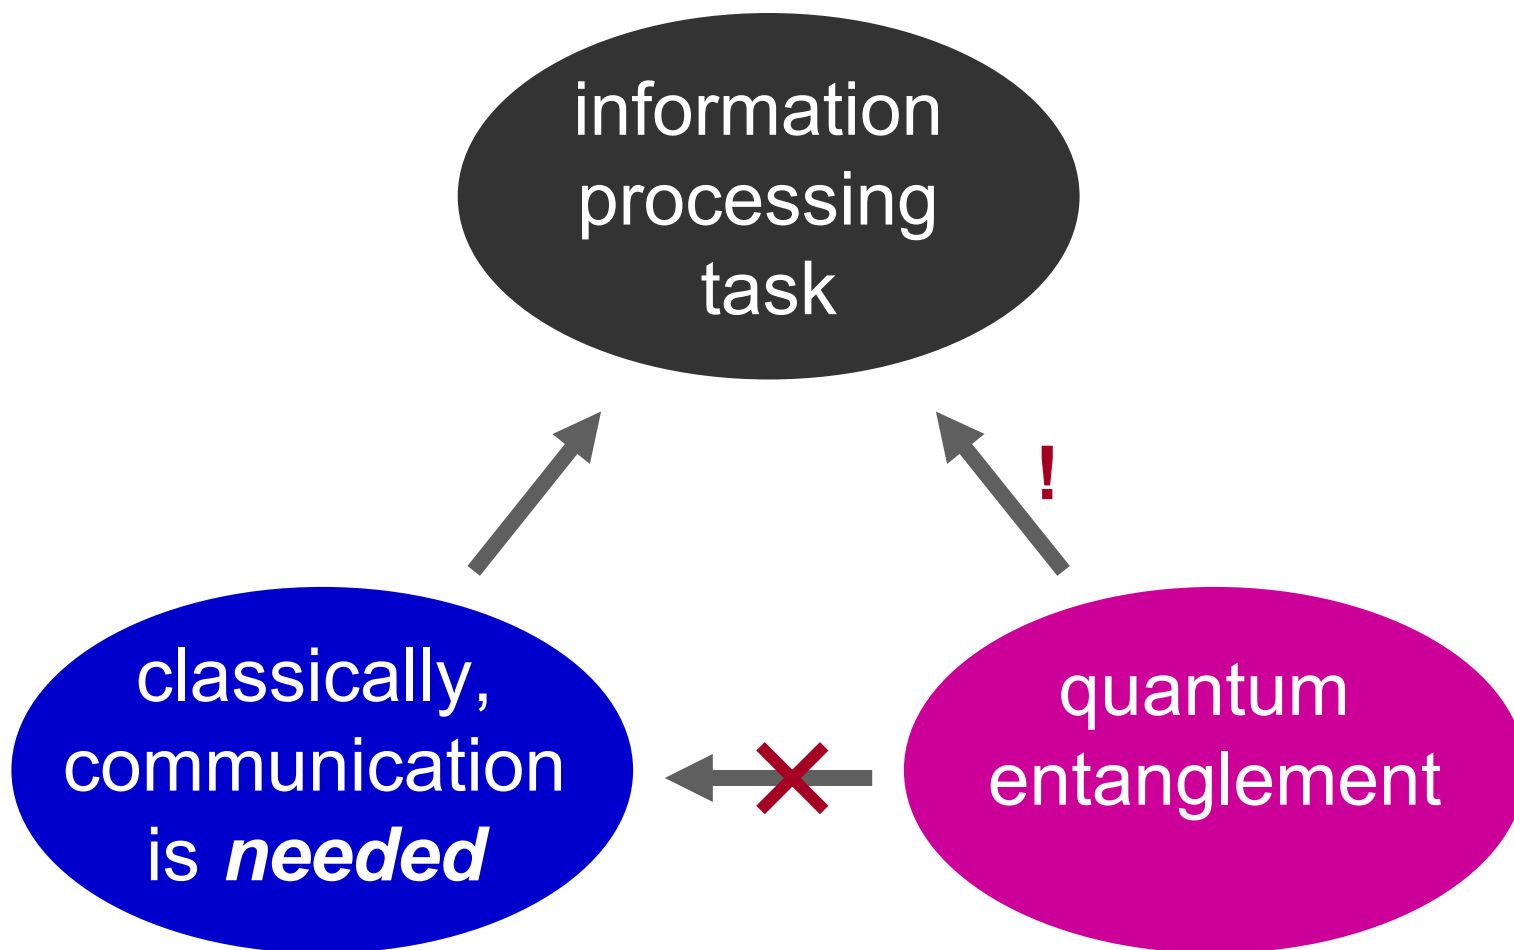 information
processing
task
!
classically,
communication
is needed
quantum
entanglement